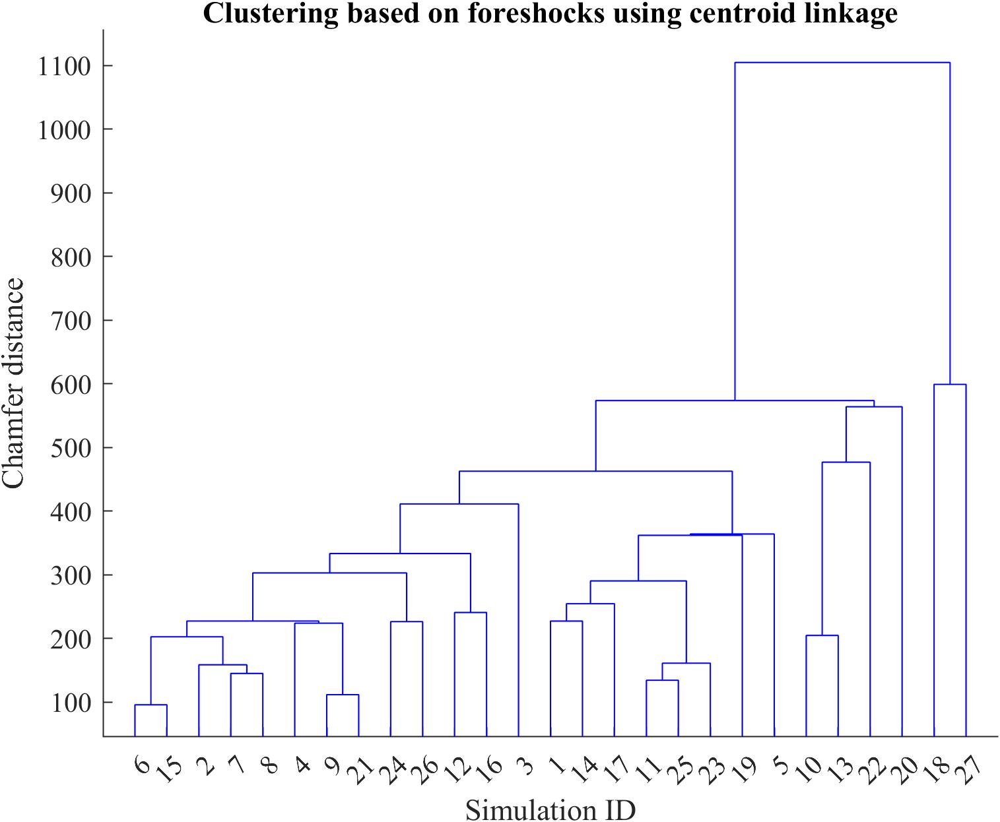 Clustering based on foreshocks using centroid linkage
1100
1000
900
800
700
600
500
400
300
200
100
Chamfer distance
6 15 2 7 8 4 9 21 24 26 12 16 3 1 14 17 11 25 23 19 5 10 13 22 20 18 27
Simulation ID